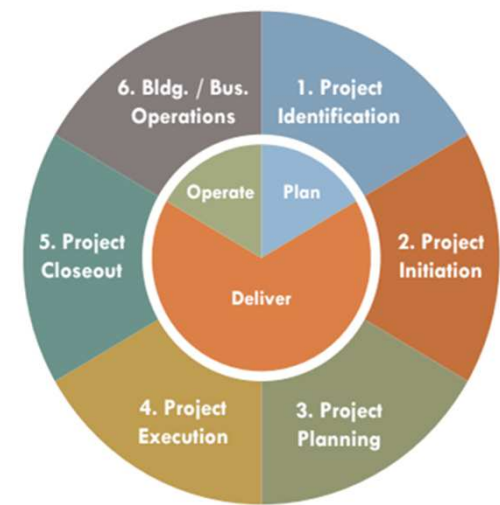 1. Project
Identification
2. Project
Initiation
3. Project
Planning
4. Project
Execution
5. Project
Closeout
6. Bldg. / Bus.
Operations
Plan
Deliver
Operate